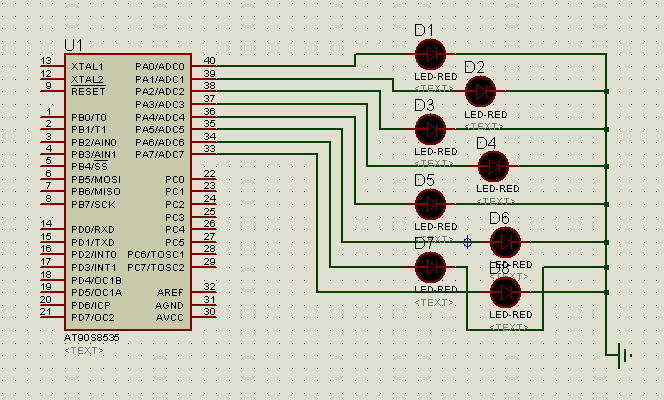 U1
13 XTAL1 PA0/ADC0 40
12 XTAL2 PA1/ADC1 39
9 RESET PA2/ADC2 38
PA3/ADC3 37
1 PB0/T0 PA4/ADC4 36
2 PB1/T1 PA5/ADC5 35
3 PB2/AIN0 PA6/ADC6 34
4 PB3/AIN1 PA7/ADC7 33
5 PB4/SS
6 PB5/MOSI PC0 22
7 PB6/MISO PC1 23
8 PB7/SCK PC2 24
PC3 25
14 PD0/RXD PC4 26
15 PD1/TXD PC5 27
16 PD2/INT0 PC6/TOSC1 28
17 PD3/INT1 PC7/TOSC2 29
18 PD4/OC1B
19 PD5/OC1A AREF 32
20 PD6/ICP AGND 31
21 PD7/OC2 AVCC 30
AT90S8535
<TEXT>
D1
LED-RED
<TEXT>
D2
LED-RED
<TEXT>
D3
LED-RED
<TEXT>
D4
LED-RED
<TEXT>
D5
LED-RED
<TEXT>
D6
LED-RED
<TEXT>
D7
LED-RED
<TEXT>
D8
LED-RED
<TEXT>